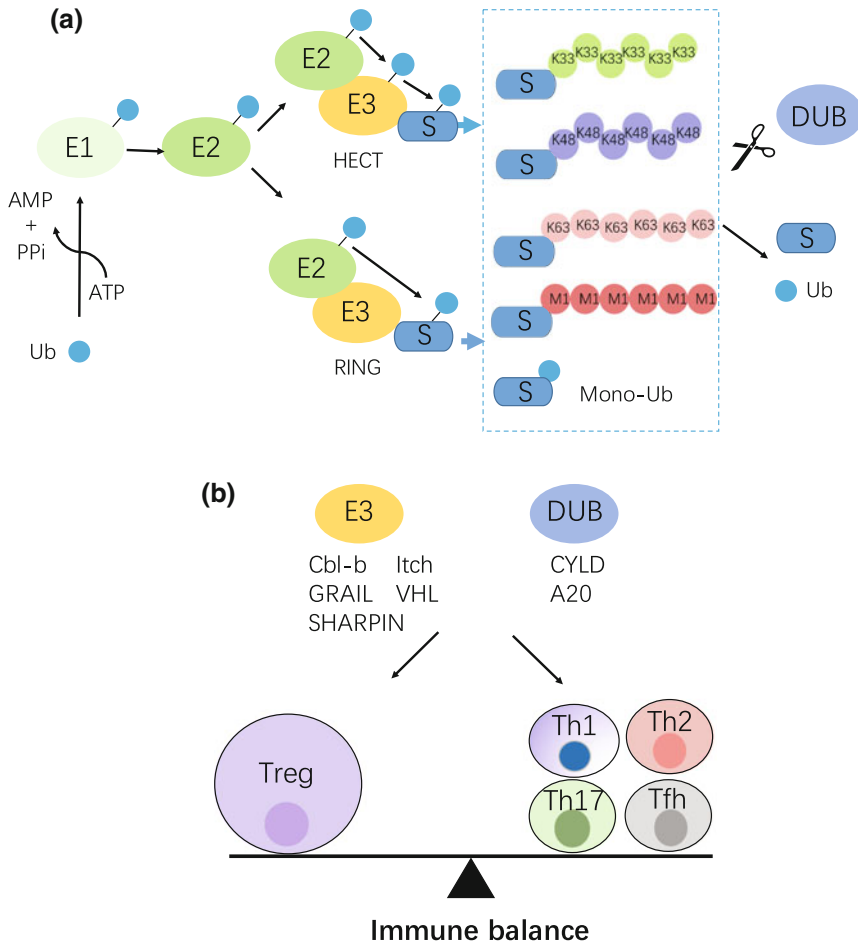 (a)
E1
E2
E2
E3
S
HECT
AMP
+
PPi
ATP
Ub
E2
E3
S
RING
S K33 K33 K33 K33 K33 K33
S K48 K48 K48 K48 K48 K48
S K63 K63 K63 K63 K63 K63
S M1 M1 M1 M1 M1 M1
S Mono-Ub
DUB
S
Ub
(b)
E3
Cbl-b Itch
GRAIL VHL
SHARPIN
DUB
CYLD
A20
Treg
Th1 Th2
Th17 Tfh
Immune balance